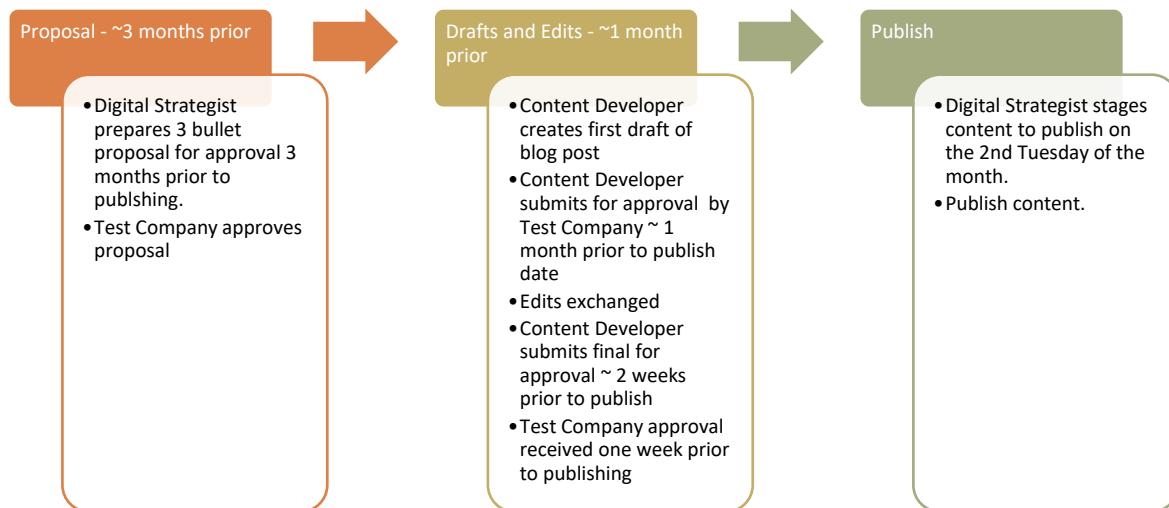 Proposal - ~3 months prior
•Digital Strategist
prepares 3 bullet
proposal for approval 3
months prior to
publshing.
•Test Company approves
proposal
Drafts and Edits - ~1 month
prior
•Content Developer
creates first draft of
blog post
•Content Developer
submits for approval  by
Test Company ~ 1
month prior to publish
date
•Edits exchanged
•Content Developer
submits final for
approval ~ 2 weeks
prior to publish
•Test Company approval
received one week prior
to publishing
Publish
•Digital Strategist stages
content to publish on
the 2nd Tuesday of the
month.
•Publish content.